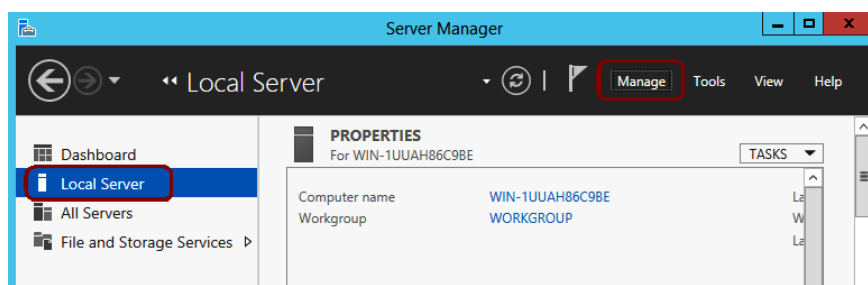 Server Manager
Local Server
Manage Tools View Help
Dashboard
Local Server
All Servers
File and Storage Services
PROPERTIES
For WIN-1UUAH86C9BE
TASKS
Computer name WIN-1UUAH86C9BE
Workgroup WORKGROUP